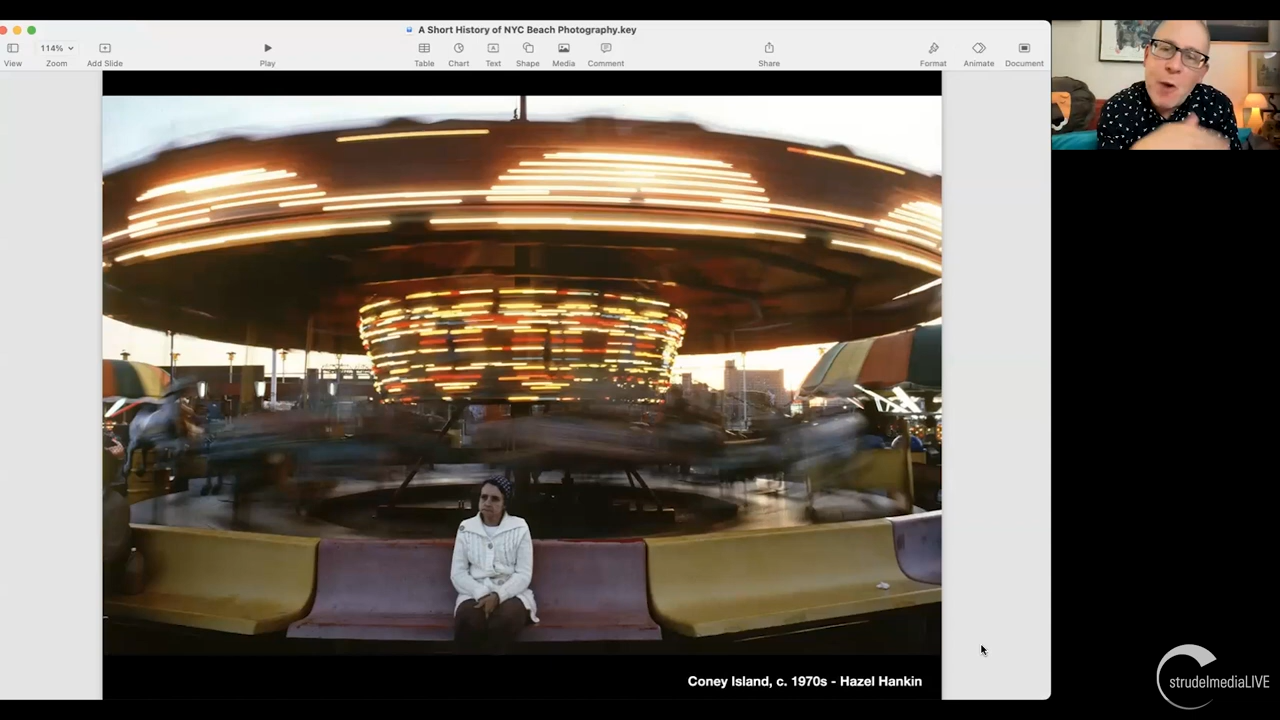 A Short History of NYC Beach Photography.key
114%
View
Zoom
Add Slide
Play
Table
Chart
Text
Shape
Media
Comment
Share
Format
Animate
Document
Coney Island, c. 1970s - Hazel Hankin
strudelmediaLIVE